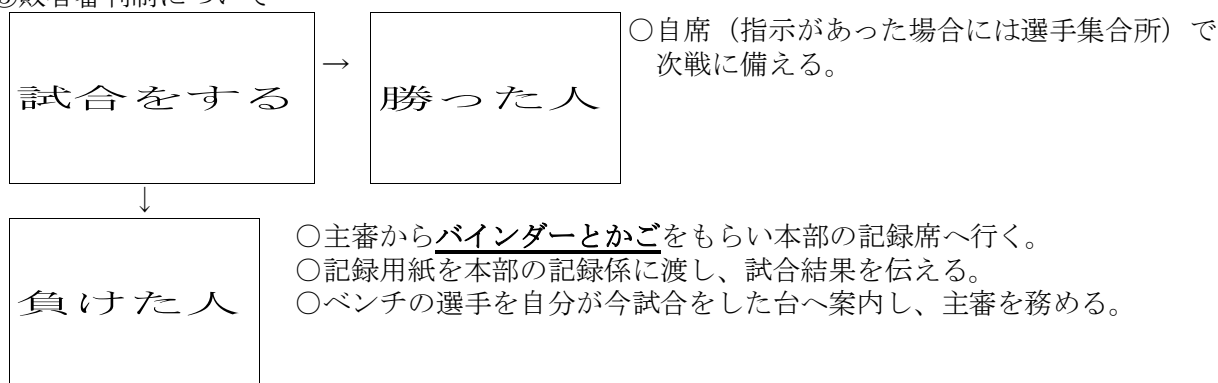 敗者審判制について
試合をする
→
勝った人
○自席（指示があった場合には選手集合所）で
次戦に備える。
↓
負けた人
○主審からバインダーとかごをもらい本部の記録席へ行く。
○記録用紙を本部の記録係に渡し、試合結果を伝える。
○ベンチの選手を自分が今試合をした台へ案内し、主審を務める。